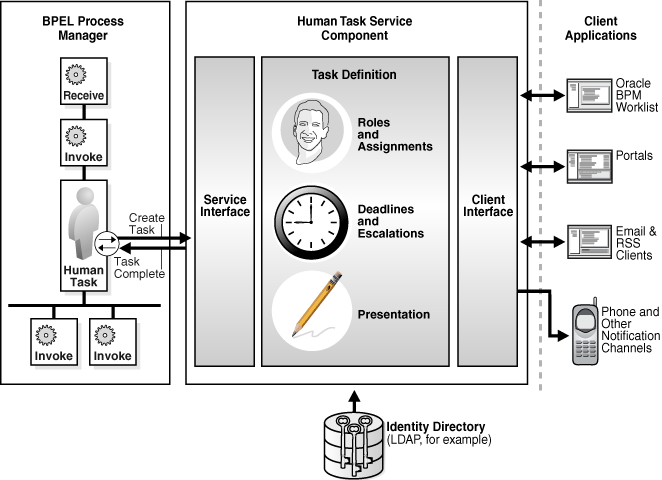 BPEL Process
Manager
Receive
Invoke
Human
Task
Invoke
Invoke
Create
Task
Task
Complete
Human Task Service
Component
Service
Interface
Task Definition
Roles
and
Assignments
Deadlines
and
Escalations
Presentation
Client
Interface
Client
Applications
Oracle
BPM
Worklist
Portals
Email &
RSS
Clients
Phone and
Other
Notification
Channels
Identity Directory
(LDAP, for example)